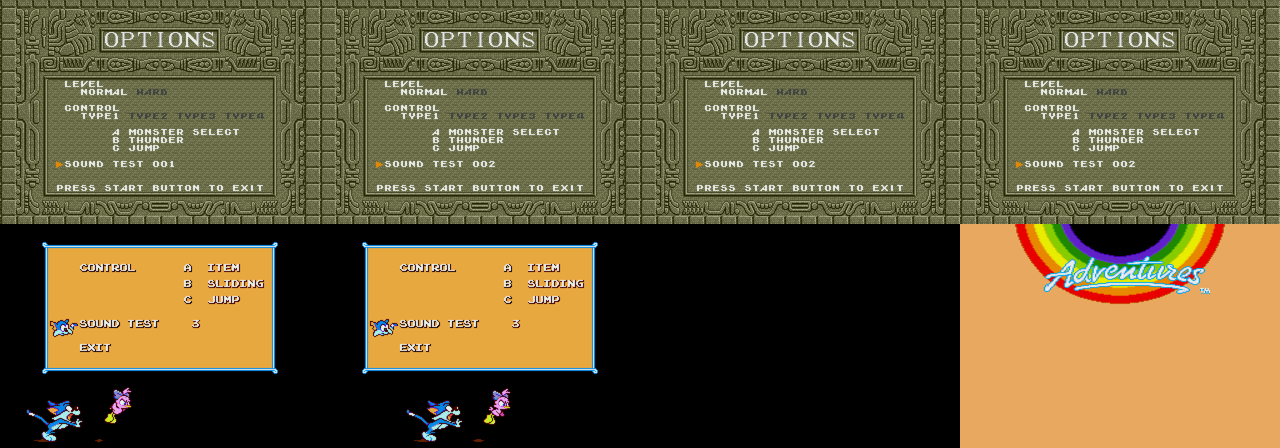 OPTIONS
LEVEL
NORMAL HARD
CONTROL
TYPE1 TYPE2 TYPE3 TYPE4
A MONSTER SELECT
B THUNDER
C JUMP
SOUND TEST 001
PRESS START BUTTON TO EXIT
OPTIONS
LEVEL
NORMAL HARD
CONTROL
TYPE1 TYPE2 TYPE3 TYPE4
A MONSTER SELECT
B THUNDER
C JUMP
SOUND TEST 002
PRESS START BUTTON TO EXIT
OPTIONS
LEVEL
NORMAL HARD
CONTROL
TYPE1 TYPE2 TYPE3 TYPE4
A MONSTER SELECT
B THUNDER
C JUMP
SOUND TEST 002
PRESS START BUTTON TO EXIT
OPTIONS
LEVEL
NORMAL HARD
CONTROL
TYPE1 TYPE2 TYPE3 TYPE4
A MONSTER SELECT
B THUNDER
C JUMP
SOUND TEST 002
PRESS START BUTTON TO EXIT
CONTROL A ITEM
B SLIDING
C JUMP
SOUND TEST 3
EXIT
CONTROL A ITEM
B SLIDING
C JUMP
SOUND TEST 3
EXIT
Adventures TM